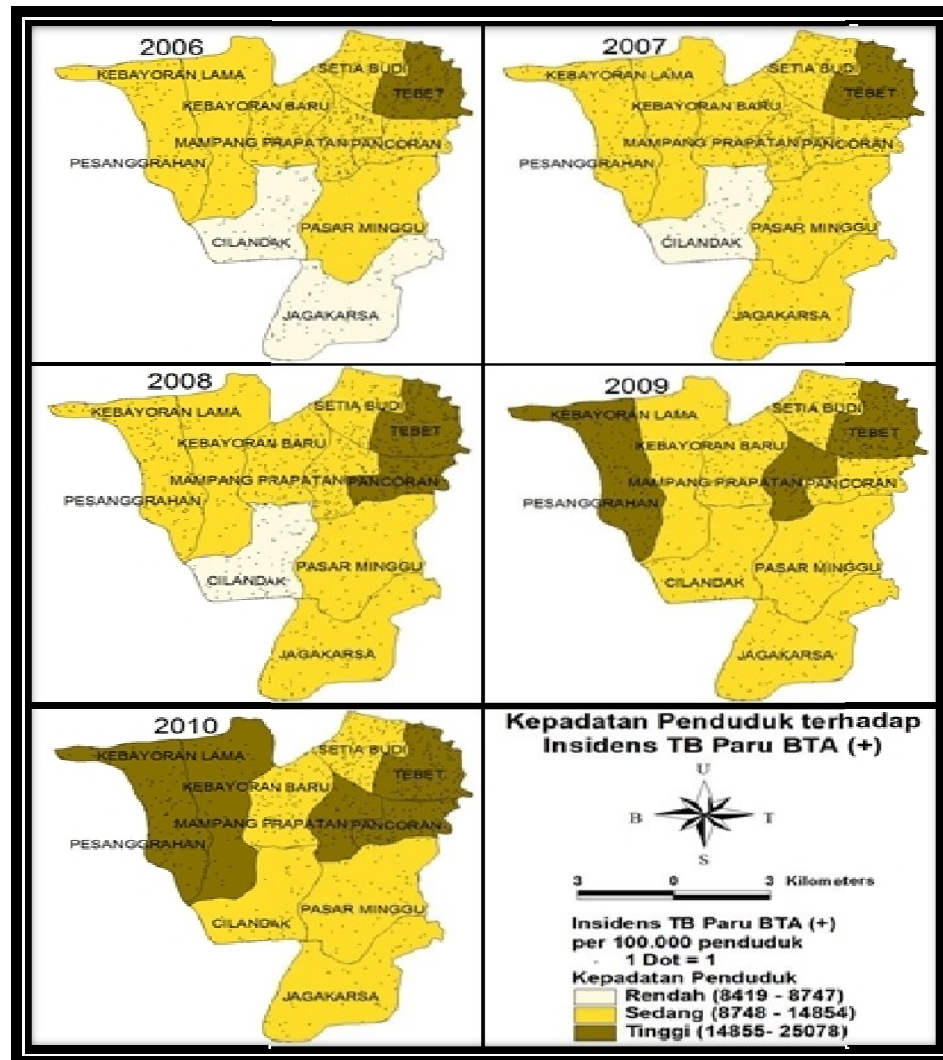 2006
KEBAYORAN LAMA
SETIA BUDI
TEBET
KEBAYORAN BARU
MAMPANG PRAPATAN
PANCORAN
PESANGGRAHAN
CILANDAK
PASAR MINGGU
JAGAKARSA
2007
KEBAYORAN LAMA
SETIA BUDI
TEBET
KEBAYORAN BARU
MAMPANG PRAPATAN
PANCORAN
PESANGGRAHAN
CILANDAK
PASAR MINGGU
JAGAKARSA
2008
KEBAYORAN LAMA
SETIA BUDI
TEBET
KEBAYORAN BARU
MAMPANG PRAPATAN
PANCORAN
PESANGGRAHAN
CILANDAK
PASAR MINGGU
JAGAKARSA
2009
KEBAYORAN LAMA
SETIA BUDI
TEBET
KEBAYORAN BARU
MAMPANG PRAPATAN
PANCORAN
PESANGGRAHAN
CILANDAK
PASAR MINGGU
JAGAKARSA
2010
KEBAYORAN LAMA
SETIA BUDI
TEBET
KEBAYORAN BARU
MAMPANG PRAPATAN
PANCORAN
PESANGGRAHAN
CILANDAK
PASAR MINGGU
JAGAKARSA
Kepadatan Penduduk terhadap
Insidens TB Paru BTA (+)
U
B T
S
3 0 3 Kilometers
Insidens TB Paru BTA (+)
per 100.000 penduduk
1 Dot = 1
Kepadatan Penduduk
Rendah (8419 - 8747)
Sedang (8748 - 14854)
Tinggi (14855- 25078)